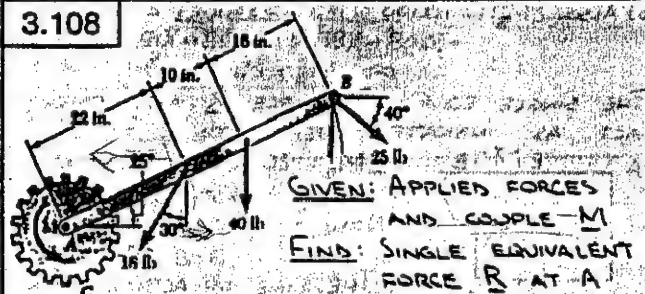 3.108
16 in.
10 in.
22 in.
B
40°
25 lb
25°
GIVEN: APPLIED FORCES
AND COUPLE M
30°
40 lb
A
16 lb
FIND: SINGLE EQUIVALENT
FORCE R AT A